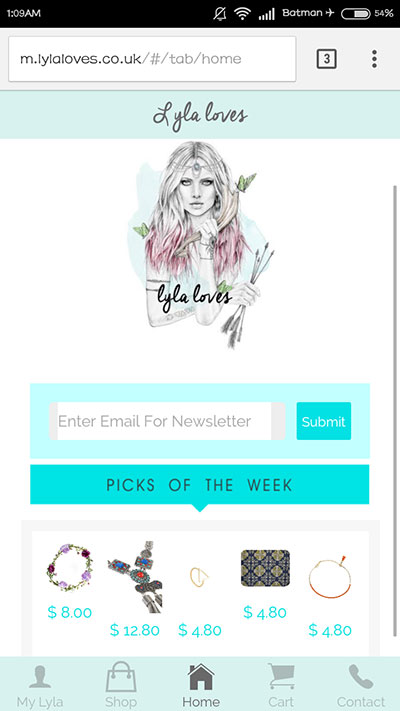 1:09AM Batman 54%
m.lylaloves.co.uk/#/tab/home 3
Lyla loves
lyla loves
Enter Email For Newsletter Submit
PICKS OF THE WEEK
$ 8.00
$ 12.80
$ 4.80
$ 4.80
$ 4.80
My Lyla Shop Home Cart Contact